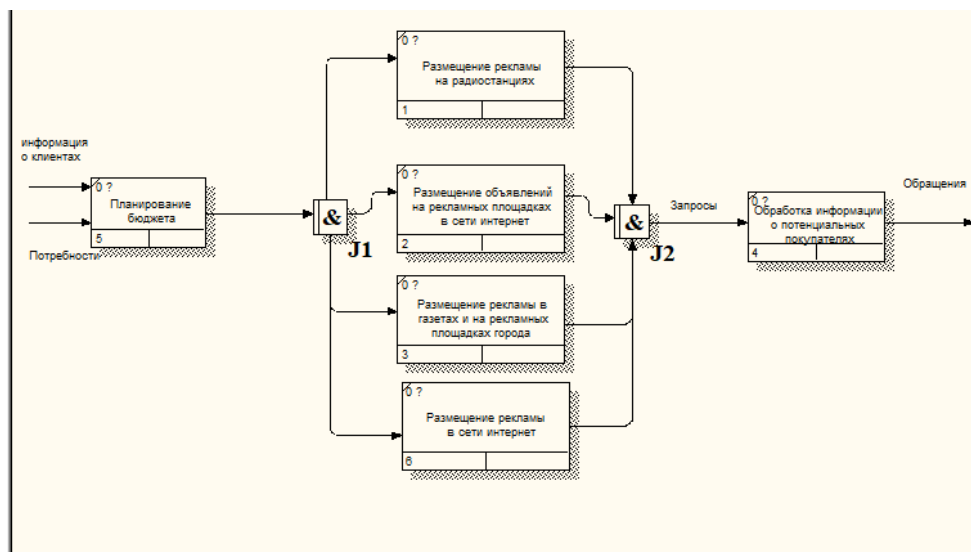 0 ?
Размещение рекламы
на радиостанциях
1
информация
о клиентах
0 ?
Планирование
бюджета
5
Потребности
&
J1
0 ?
Размещение объявлений
на рекламных площадках
в сети интернет
2
0 ?
Размещение рекламы в
газетах и на рекламных
площадках города
3
0 ?
Размещение рекламы
в сети интернет
6
&
J2
Запросы
0 ?
Обработка информации
о потенциальных
покупателях
4
Обращения